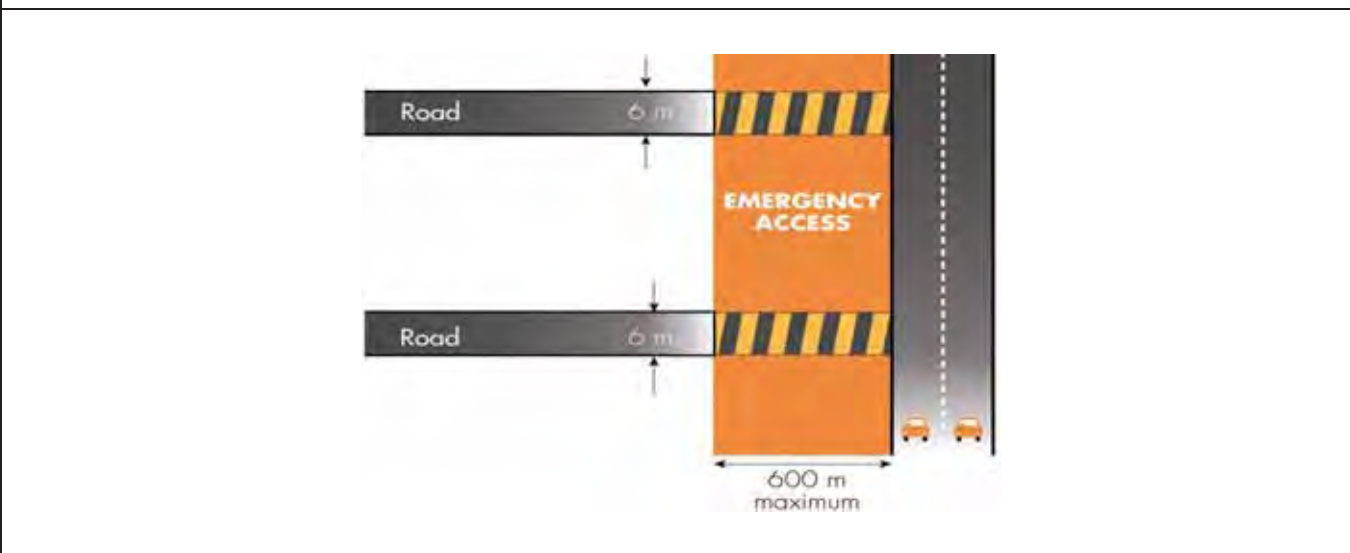 Road 6 m
EMERGENCY
ACCESS
Road 6 m
600 m
maximum